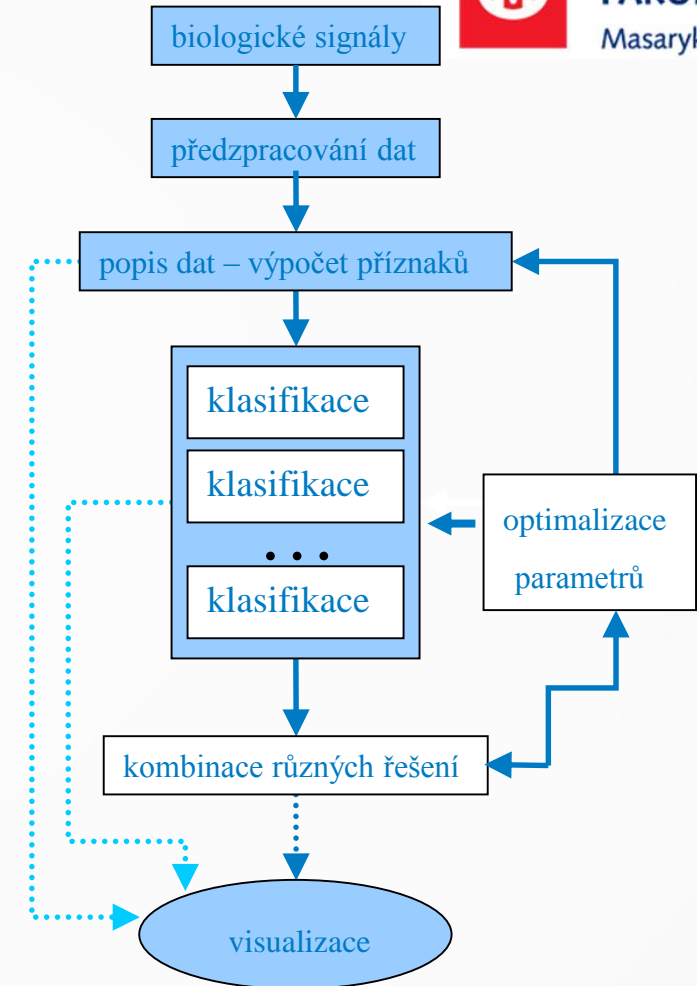 Masaryk
biologické signály
předzpracování dat
popis dat – výpočet příznaků
klasifikace
klasifikace
. . .
klasifikace
optimalizace
parametrů
kombinace různých řešení
visualizace